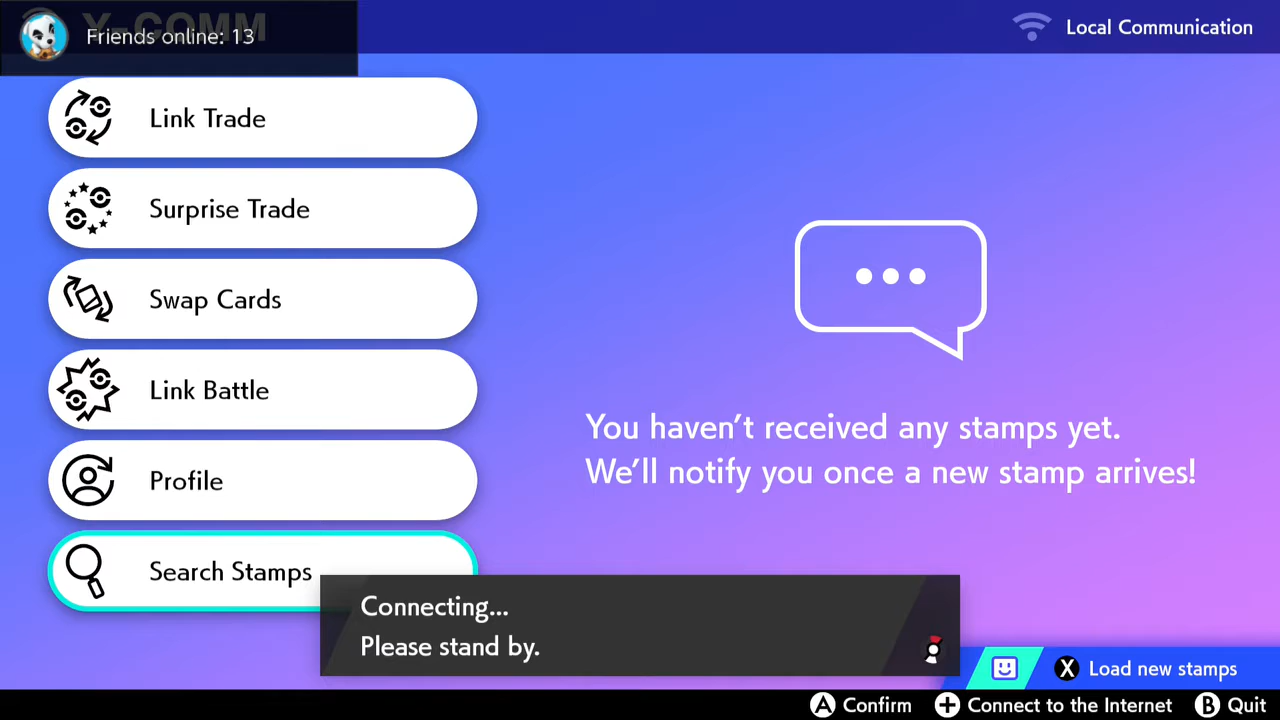 Y-COMM
Friends online: 13
Local Communication
Link Trade
Surprise Trade
Swap Cards
Link Battle
Profile
Search Stamps
You haven't received any stamps yet.
We'll notify you once a new stamp arrives!
Connecting...
Please stand by.
X Load new stamps
A Confirm + Connect to the Internet B Quit